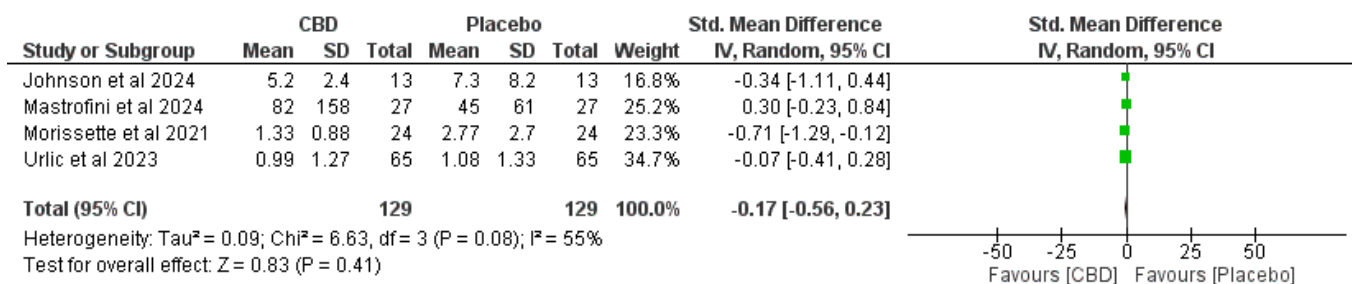 CBD Placebo Std. Mean Difference Std. Mean Difference
Study or Subgroup Mean SD Total Mean SD Total Weight IV, Random, 95% CI IV, Random, 95% CI
Johnson et al 2024 5.2 2.4 13 7.3 8.2 13 16.8% -0.34 [-1.11, 0.44]
Mastrofini et al 2024 82 158 27 45 61 27 25.2% 0.30 [-0.23, 0.84]
Morissette et al 2021 1.33 0.88 24 2.77 2.7 24 23.3% -0.71 [-1.29, -0.12]
Urlic et al 2023 0.99 1.27 65 1.08 1.33 65 34.7% -0.07 [-0.41, 0.28]
Total (95% CI) 129 129 100.0% -0.17 [-0.56, 0.23]
Heterogeneity: Tau² = 0.09; Chi² = 6.63, df = 3 (P = 0.08); I² = 55%
Test for overall effect: Z = 0.83 (P = 0.41)
-50 -25 0 25 50
Favours [CBD] Favours [Placebo]